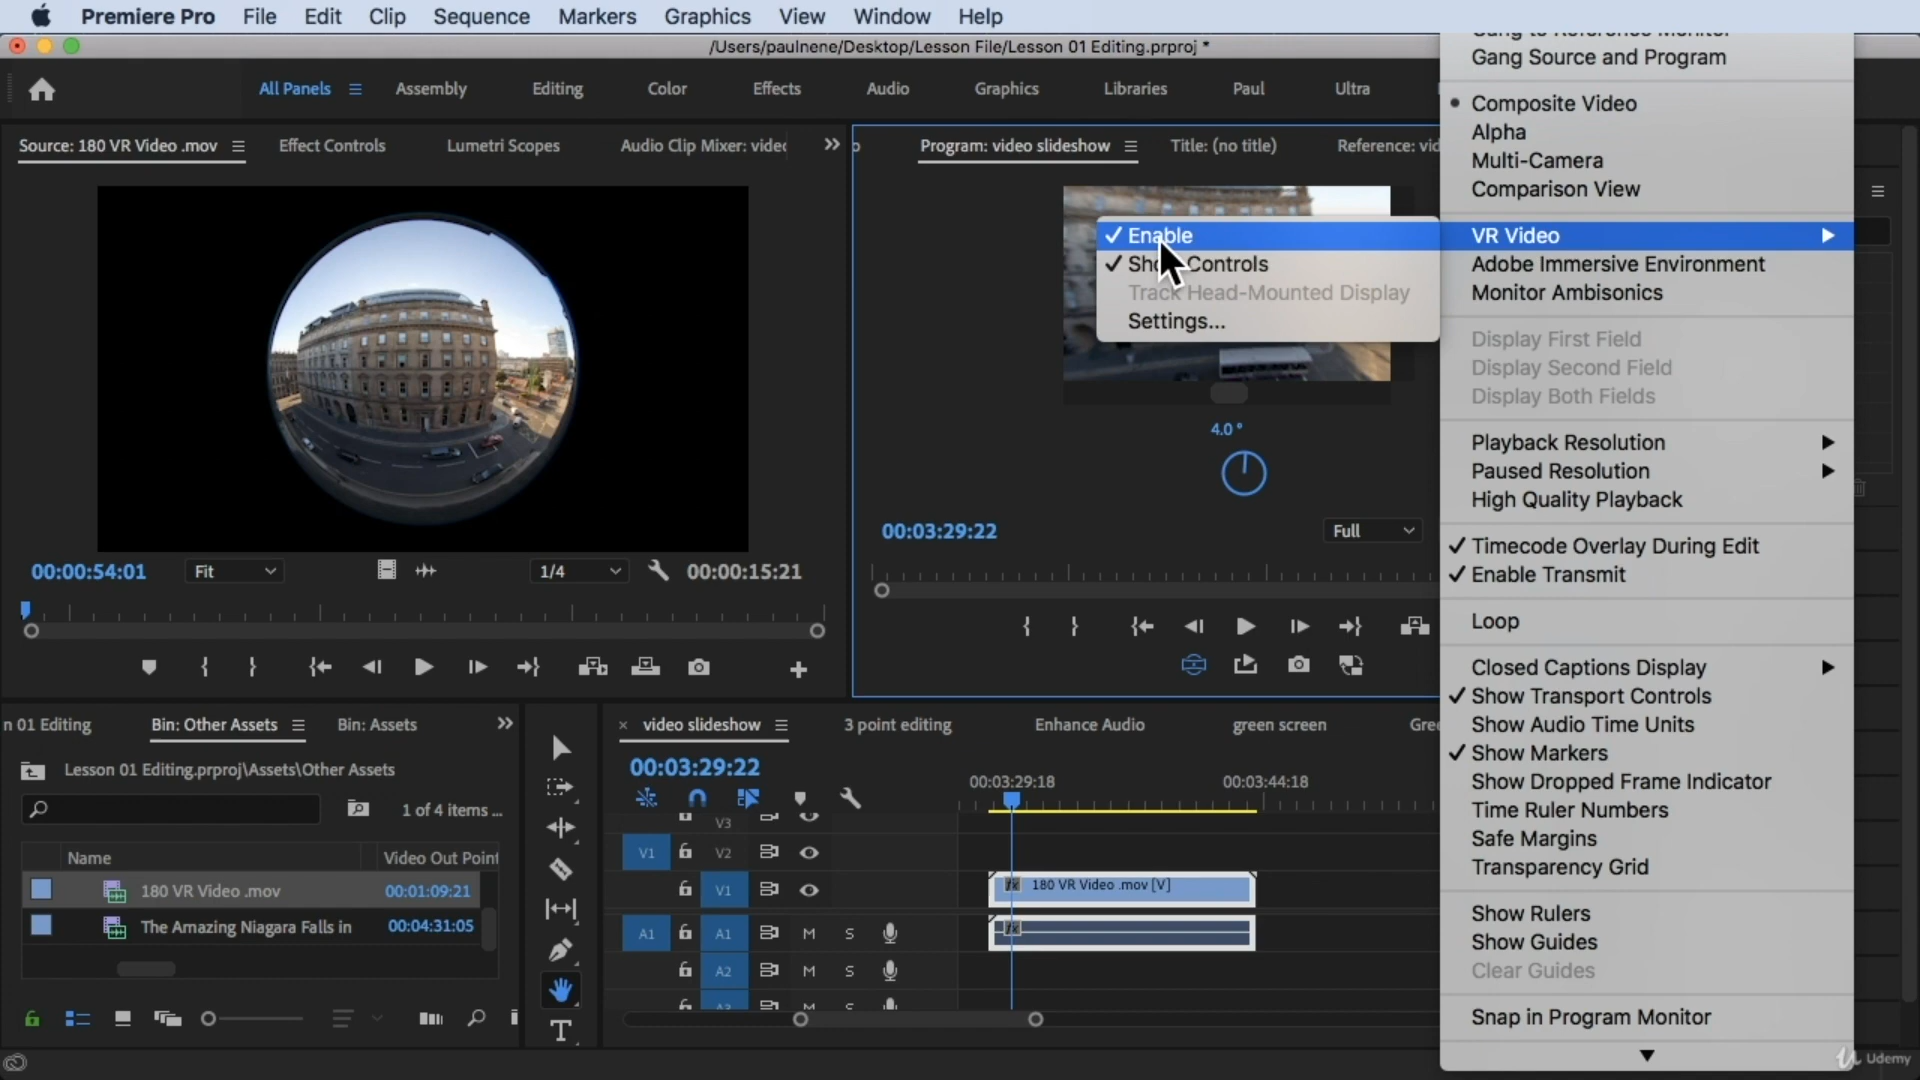 Premiere Pro File Edit Clip Sequence Markers Graphics View Window Help
/Users/paulnene/Desktop/Lesson File/Lesson 01 Editing.prproj *
All Panels Assembly Editing Color Effects Audio Graphics Libraries Paul Ultra
Source: 180 VR Video .mov Effect Controls Lumetri Scopes Audio Clip Mixer: video
Program: video slideshow Title: (no title) Reference: vid
Gang to Reference Monitor
Gang Source and Program
Composite Video
Alpha
Multi-Camera
Comparison View
VR Video
Adobe Immersive Environment
Monitor Ambisonics
Display First Field
Display Second Field
Display Both Fields
Playback Resolution
Paused Resolution
High Quality Playback
Timecode Overlay During Edit
Enable Transmit
Loop
Closed Captions Display
Show Transport Controls
Show Audio Time Units
Show Markers
Show Dropped Frame Indicator
Time Ruler Numbers
Safe Margins
Transparency Grid
Show Rulers
Show Guides
Clear Guides
Snap in Program Monitor
Enable
Show Controls
Track Head-Mounted Display
Settings...
4.0 °
00:03:29:22 Full
00:00:54:01 Fit 1/4 00:00:15:21
n 01 Editing Bin: Other Assets Bin: Assets
Lesson 01 Editing.prproj\Assets\Other Assets
1 of 4 items ...
Name Video Out Point
180 VR Video .mov 00:01:09:21
The Amazing Niagara Falls in 00:04:31:05
video slideshow 3 point editing Enhance Audio green screen Gre
00:03:29:22
00:03:29:18 00:03:44:18
V3
V1 V2
V1 fx 180 VR Video .mov [V]
A1 A1 M S fx
A2 M S
A3 M S
T
Udemy